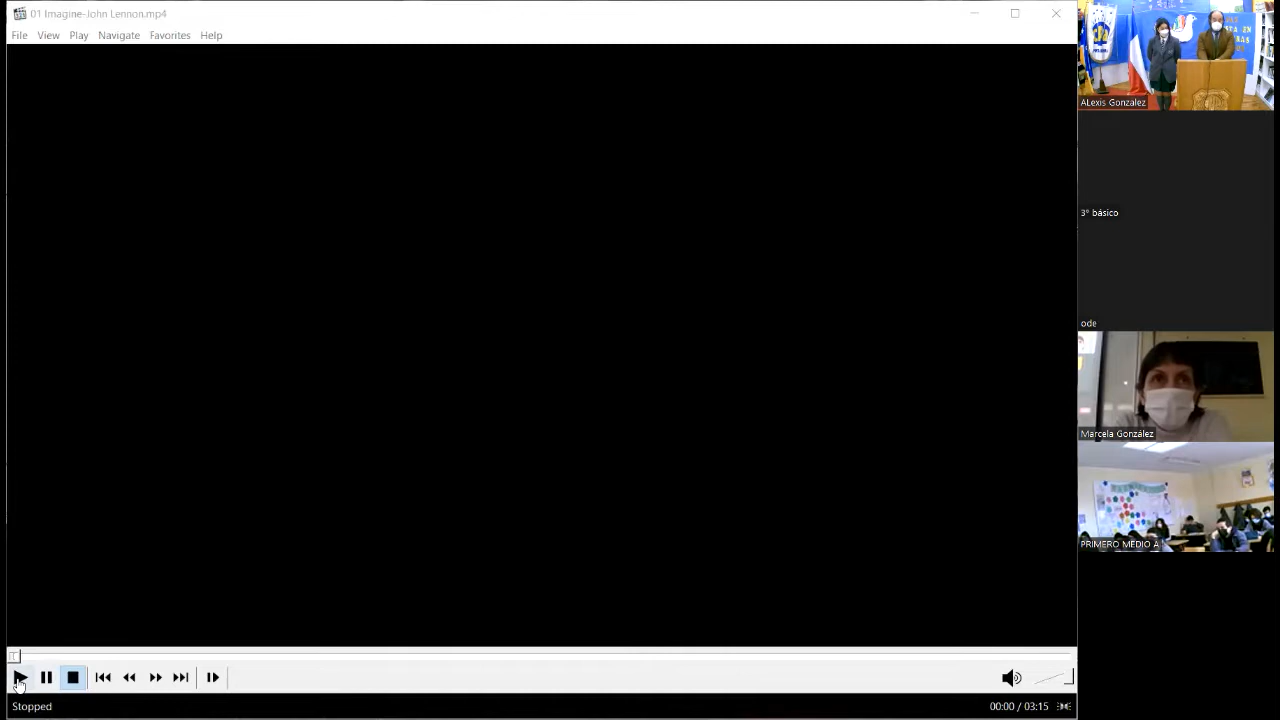 01 Imagine-John Lennon.mp4
File View Play Navigate Favorites Help
ALexis González
3° básico
ode
Marcela González
PRIMERO MEDIO A
Stopped
00:00 / 03:15